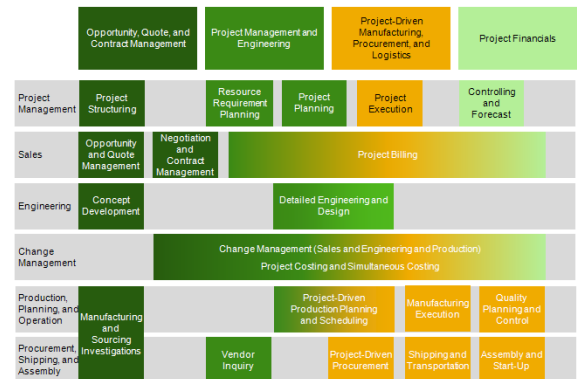 Opportunity, Quote, and
Contract Management
Project Management and
Engineering
Project-Driven
Manufacturing,
Procurement, and
Logistics
Project Financials
Project
Management
Project
Structuring
Resource
Requirement
Planning
Project
Planning
Project
Execution
Controlling
and
Forecast
Sales
Opportunity
and Quote
Management
Negotiation
and
Contract
Management
Project Billing
Engineering
Concept
Development
Detailed Engineering and
Design
Change
Management
Change Management (Sales and Engineering and Production)
Project Costing and Simultaneous Costing
Production,
Planning, and
Operation
Manufacturing
and
Sourcing
Investigations
Project-Driven
Production Planning
and Scheduling
Manufacturing
Execution
Quality
Planning and
Control
Procurement,
Shipping, and
Assembly
Vendor
Inquiry
Project-Driven
Procurement
Shipping and
Transportation
Assembly and
Start-Up